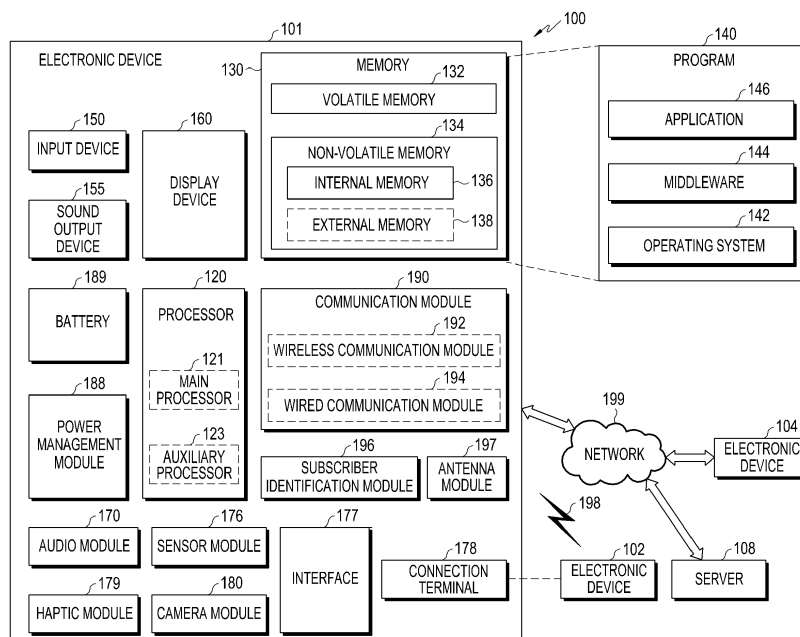 100
101
ELECTRONIC DEVICE
130
MEMORY
132
VOLATILE MEMORY
134
NON-VOLATILE MEMORY
INTERNAL MEMORY
136
EXTERNAL MEMORY
138
140
PROGRAM
146
APPLICATION
144
MIDDLEWARE
142
OPERATING SYSTEM
150
INPUT DEVICE
155
SOUND
OUTPUT
DEVICE
160
DISPLAY
DEVICE
189
BATTERY
188
POWER
MANAGEMENT
MODULE
120
PROCESSOR
121
MAIN
PROCESSOR
123
AUXILIARY
PROCESSOR
190
COMMUNICATION MODULE
192
WIRELESS COMMUNICATION MODULE
194
WIRED COMMUNICATION MODULE
196
SUBSCRIBER
IDENTIFICATION MODULE
197
ANTENNA
MODULE
170
AUDIO MODULE
176
SENSOR MODULE
177
INTERFACE
179
HAPTIC MODULE
180
CAMERA MODULE
178
CONNECTION
TERMINAL
199
NETWORK
198
104
ELECTRONIC
DEVICE
102
ELECTRONIC
DEVICE
108
SERVER